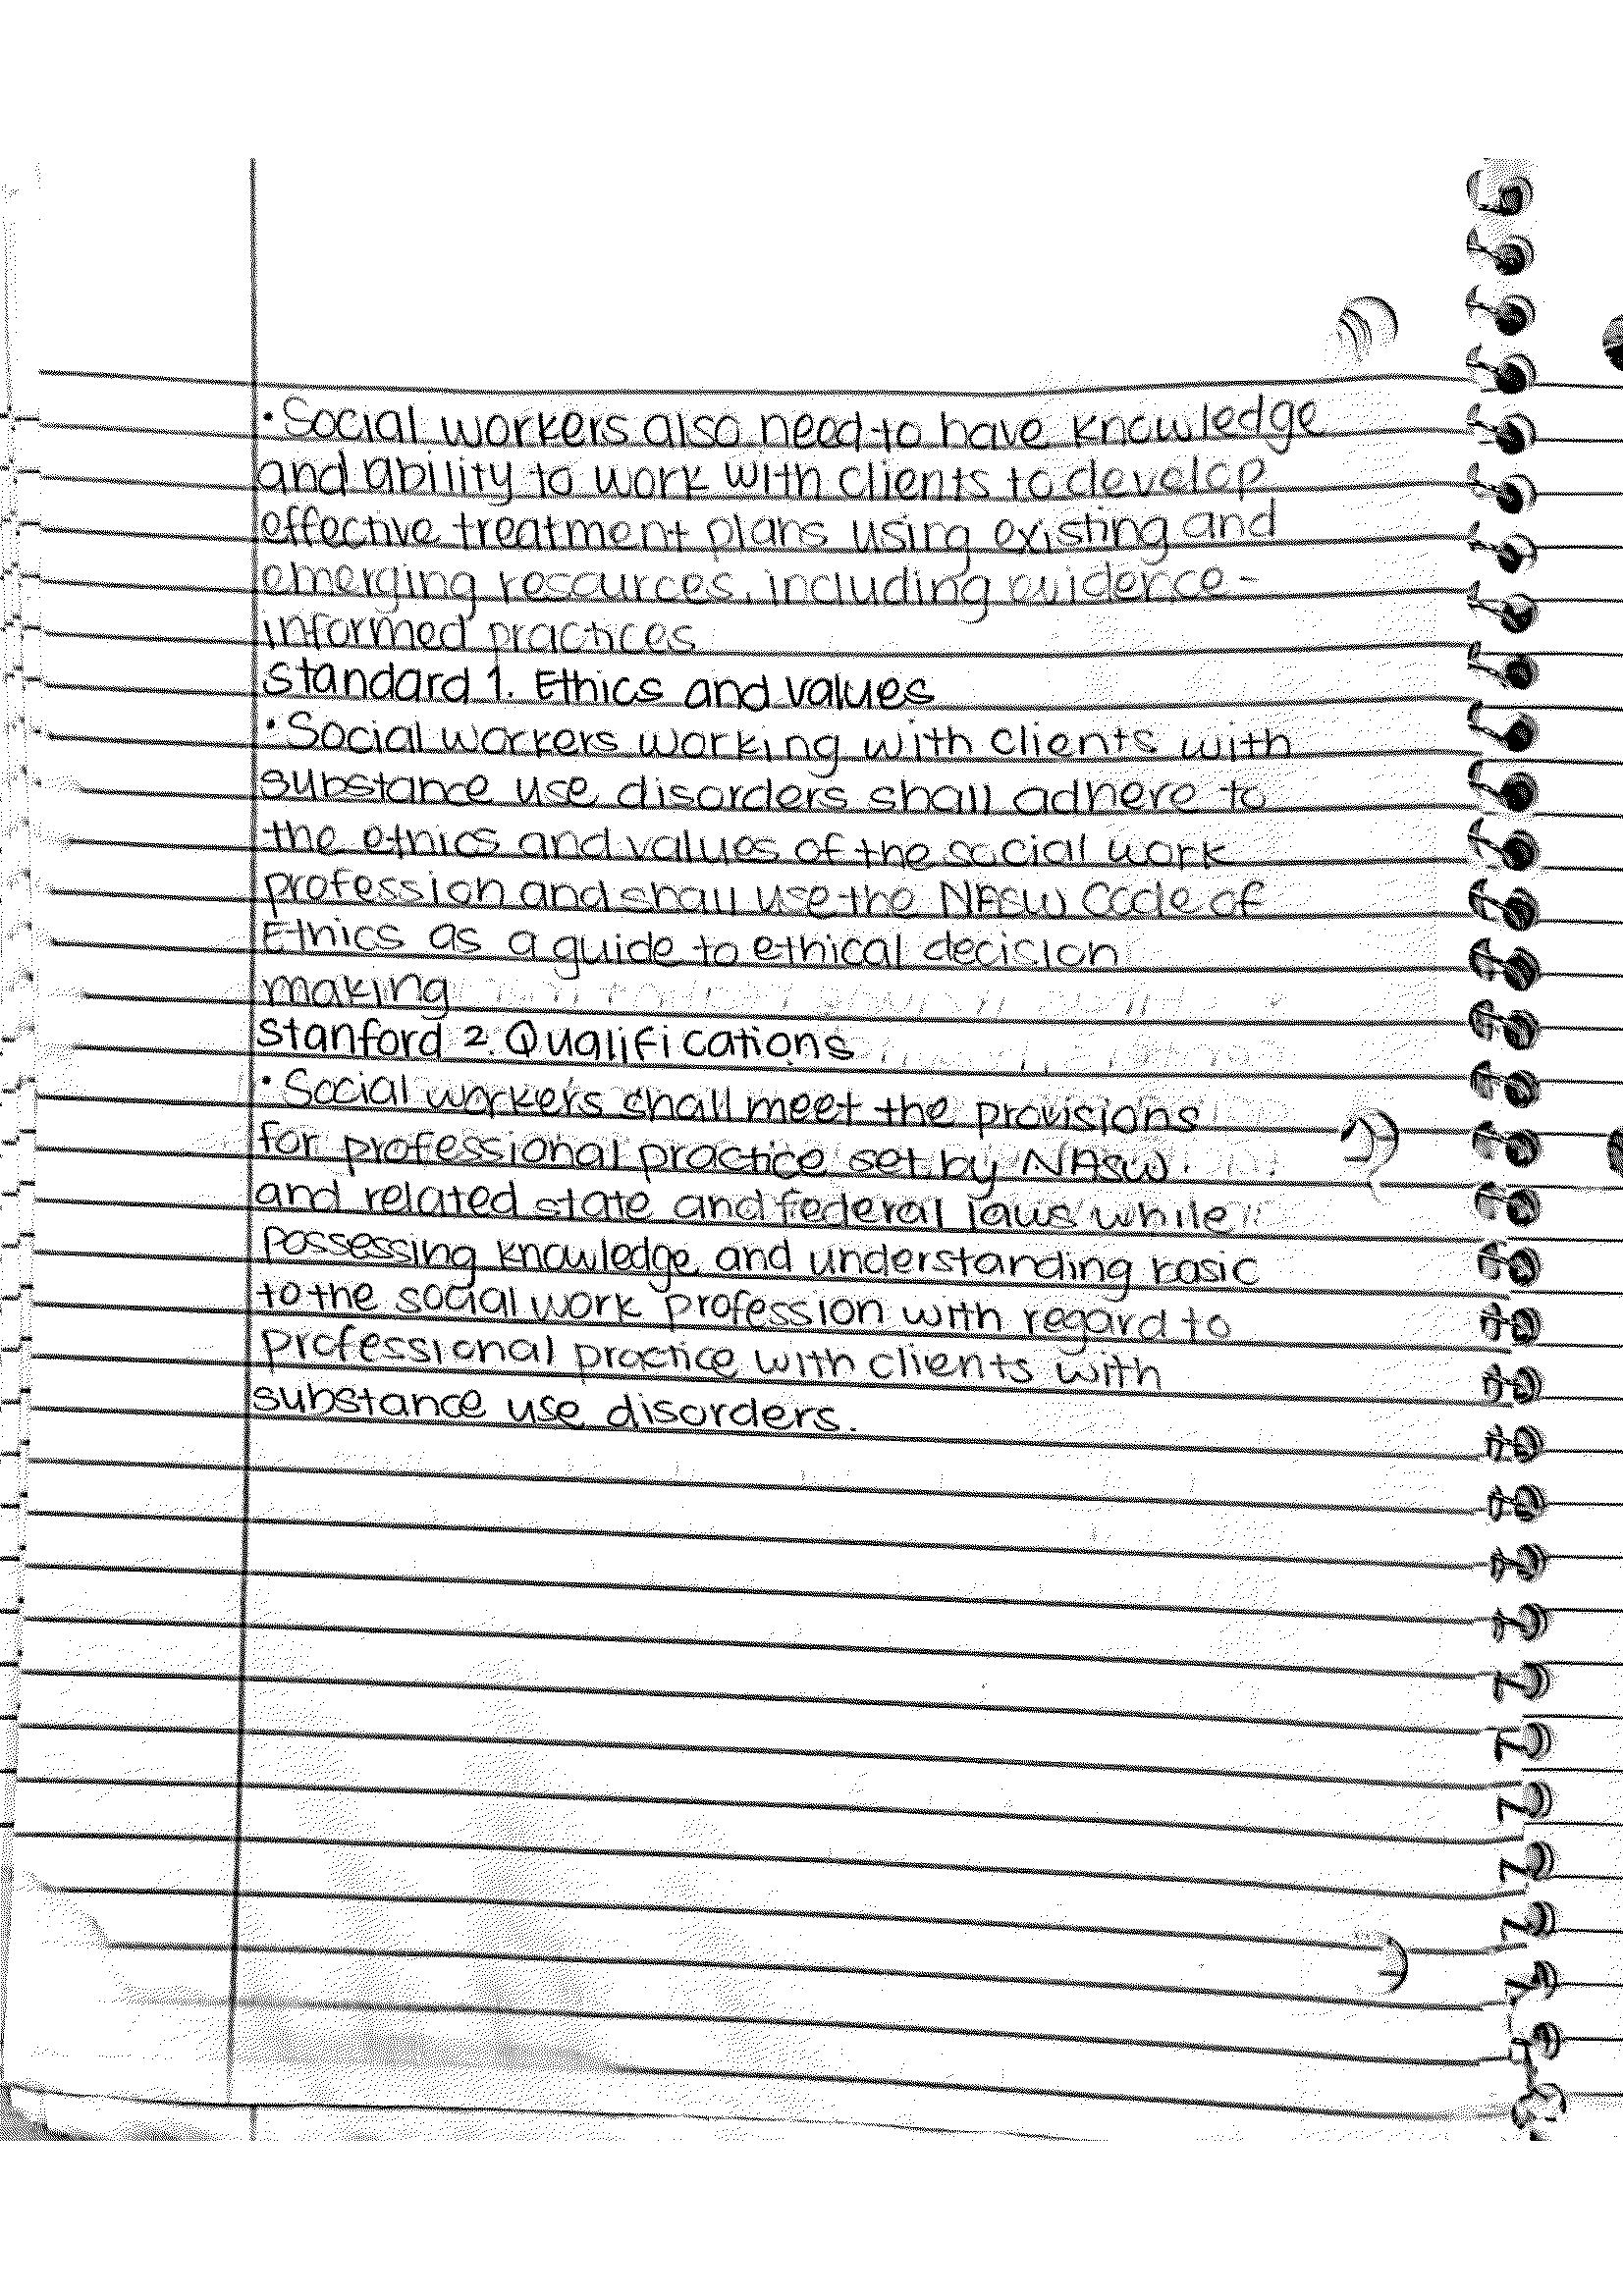 • Social workers also need to have knowledge
and ability to work with clients to develop
effective treatment plans using existing and
emerging resources, including evidence-
informed practices
Standard 1. Ethics and values
• Social workers working with clients with
substance use disorders shall adhere to
the ethics and values of the social work
profession and shall use the NASW Code of
Ethics as a guide to ethical decision
making
Stanford 2. Qualifications
• Social workers shall meet the provisions
for professional practice set by NASW
and related state and federal laws while
possessing knowledge and understanding basic
to the social work profession with regard to
professional practice with clients with
substance use disorders.